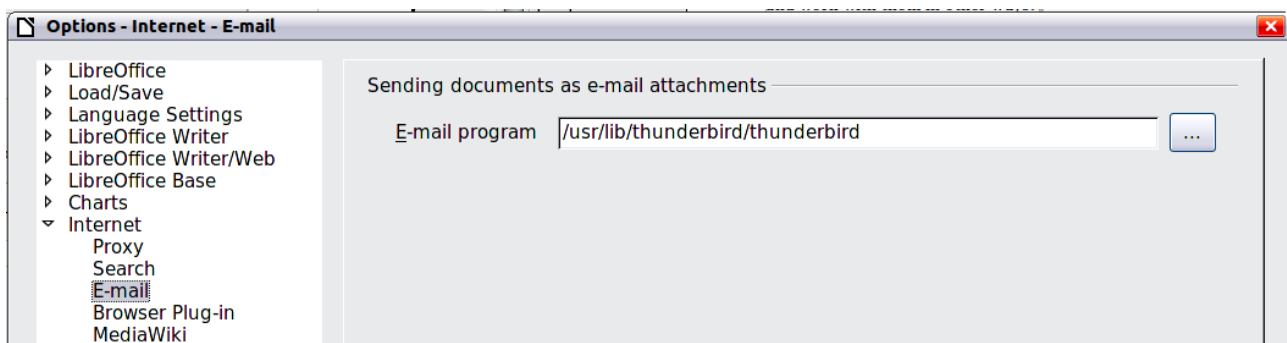 Options - Internet - E-mail
LibreOffice
Load/Save
Language Settings
LibreOffice Writer
LibreOffice Writer/Web
LibreOffice Base
Charts
Internet
Proxy
Search
E-mail
Browser Plug-in
MediaWiki
Sending documents as e-mail attachments
E-mail program /usr/lib/thunderbird/thunderbird ...